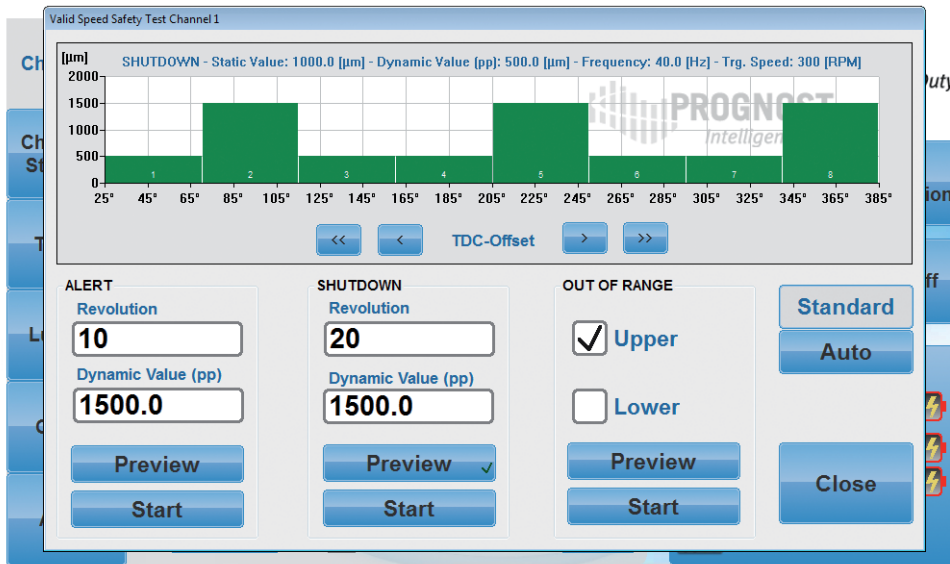 Valid Speed Safety Test Channel 1
[µm] SHUTDOWN - Static Value: 1000.0 [µm] - Dynamic Value (pp): 500.0 [µm] - Frequency: 40.0 [Hz] - Trg. Speed: 300 [RPM]
2000
1500
1000
500
0
1 2 3 4 5 6 7 8
PROGNOST
25° 45° 65° 85° 105° 125° 145° 165° 185° 205° 225° 245° 265° 285° 305° 325° 345° 365° 385°
<< < TDC-Offset > >>
ALERT
Revolution
10
Dynamic Value (pp)
1500.0
Preview
Start
SHUTDOWN
Revolution
20
Dynamic Value (pp)
1500.0
Preview
Start
OUT OF RANGE
Upper
Lower
Preview
Start
Standard
Auto
Close